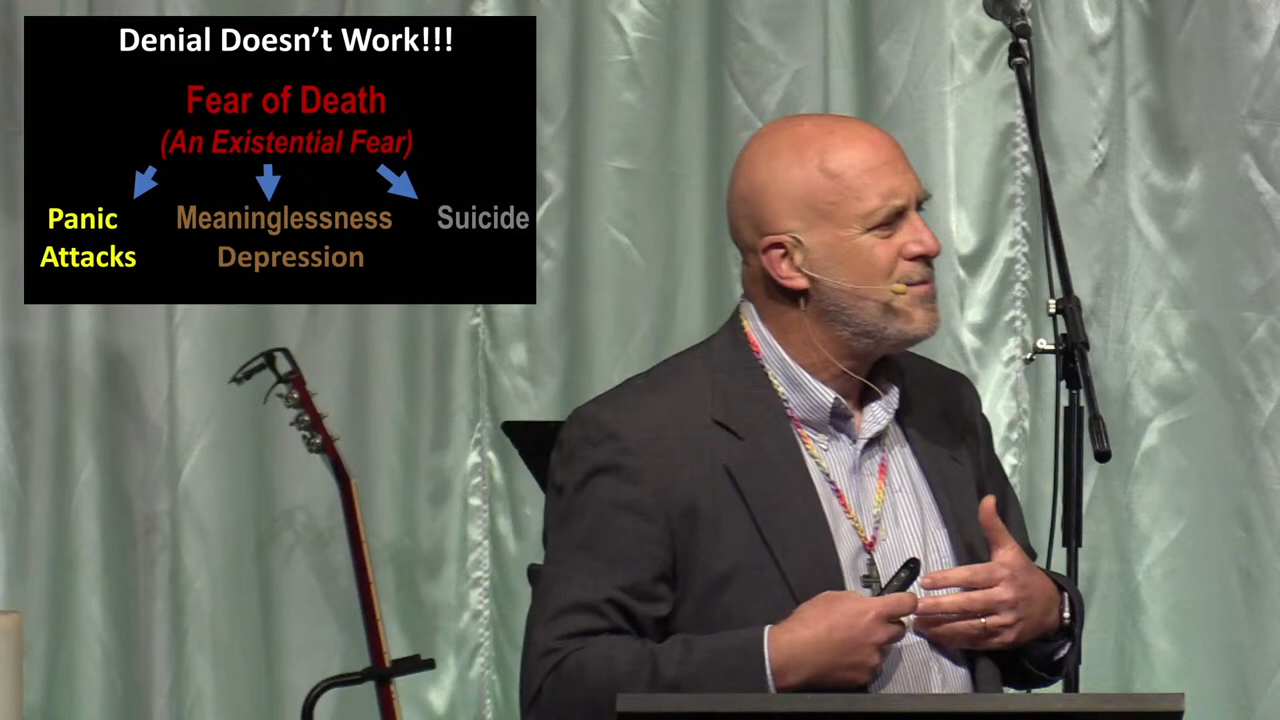 Denial Doesn't Work!!!
Fear of Death
(An Existential Fear)
Panic Meaninglessness Suicide
Attacks Depression